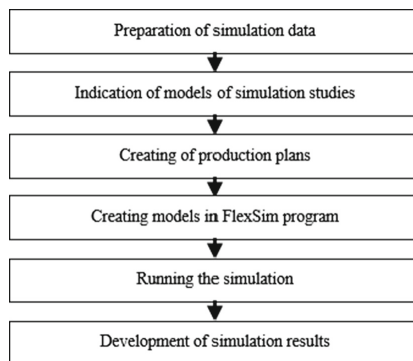 Preparation of simulation data
Indication of models of simulation studies
Creating of production plans
Creating models in FlexSim program
Running the simulation
Development of simulation results